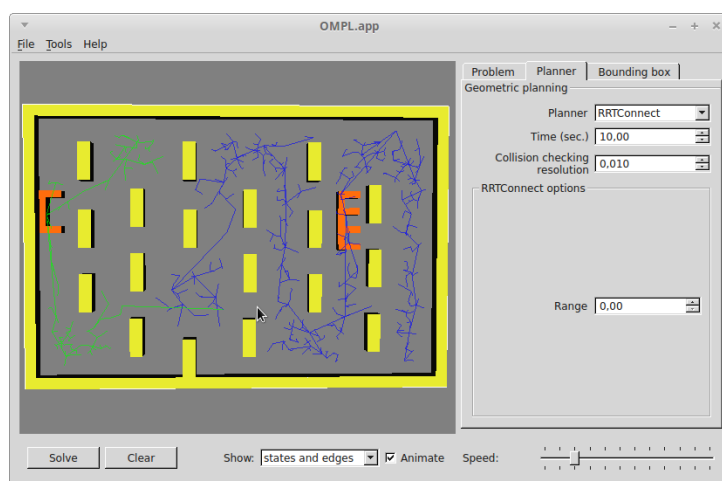 OMPL.app
File Tools Help
Problem Planner Bounding box
Geometric planning
Planner RRTConnect
Time (sec.) 10,00
Collision checking
resolution 0,010
RRTConnect options
Range 0,00
Solve Clear Show: states and edges Animate Speed: